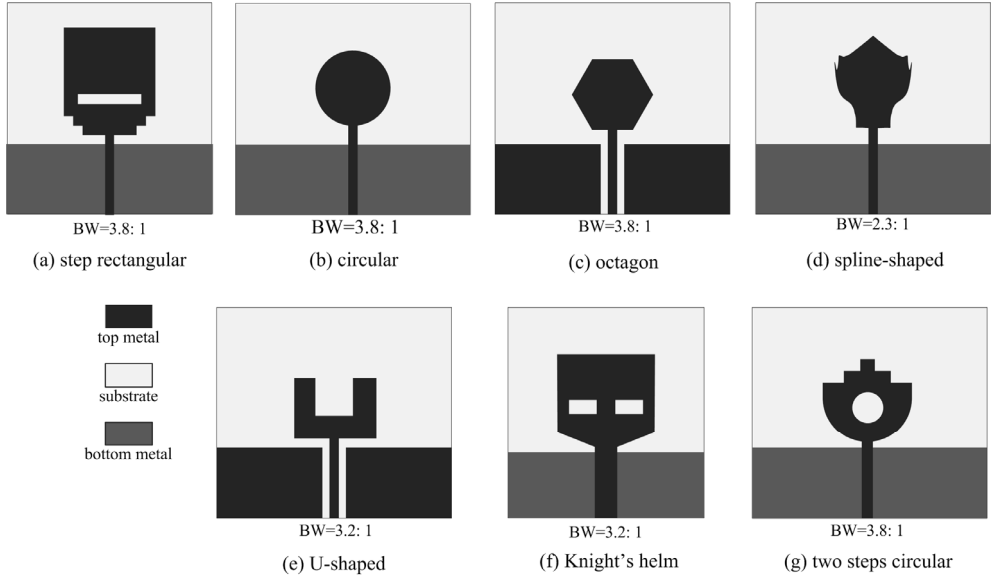 BW=3.8: 1
(a) step rectangular
BW=3.8: 1
(b) circular
BW=3.8: 1
(c) octagon
BW=2.3: 1
(d) spline-shaped
top metal
substrate
bottom metal
BW=3.2: 1
(e) U-shaped
BW=3.2: 1
(f) Knight's helm
BW=3.8: 1
(g) two steps circular